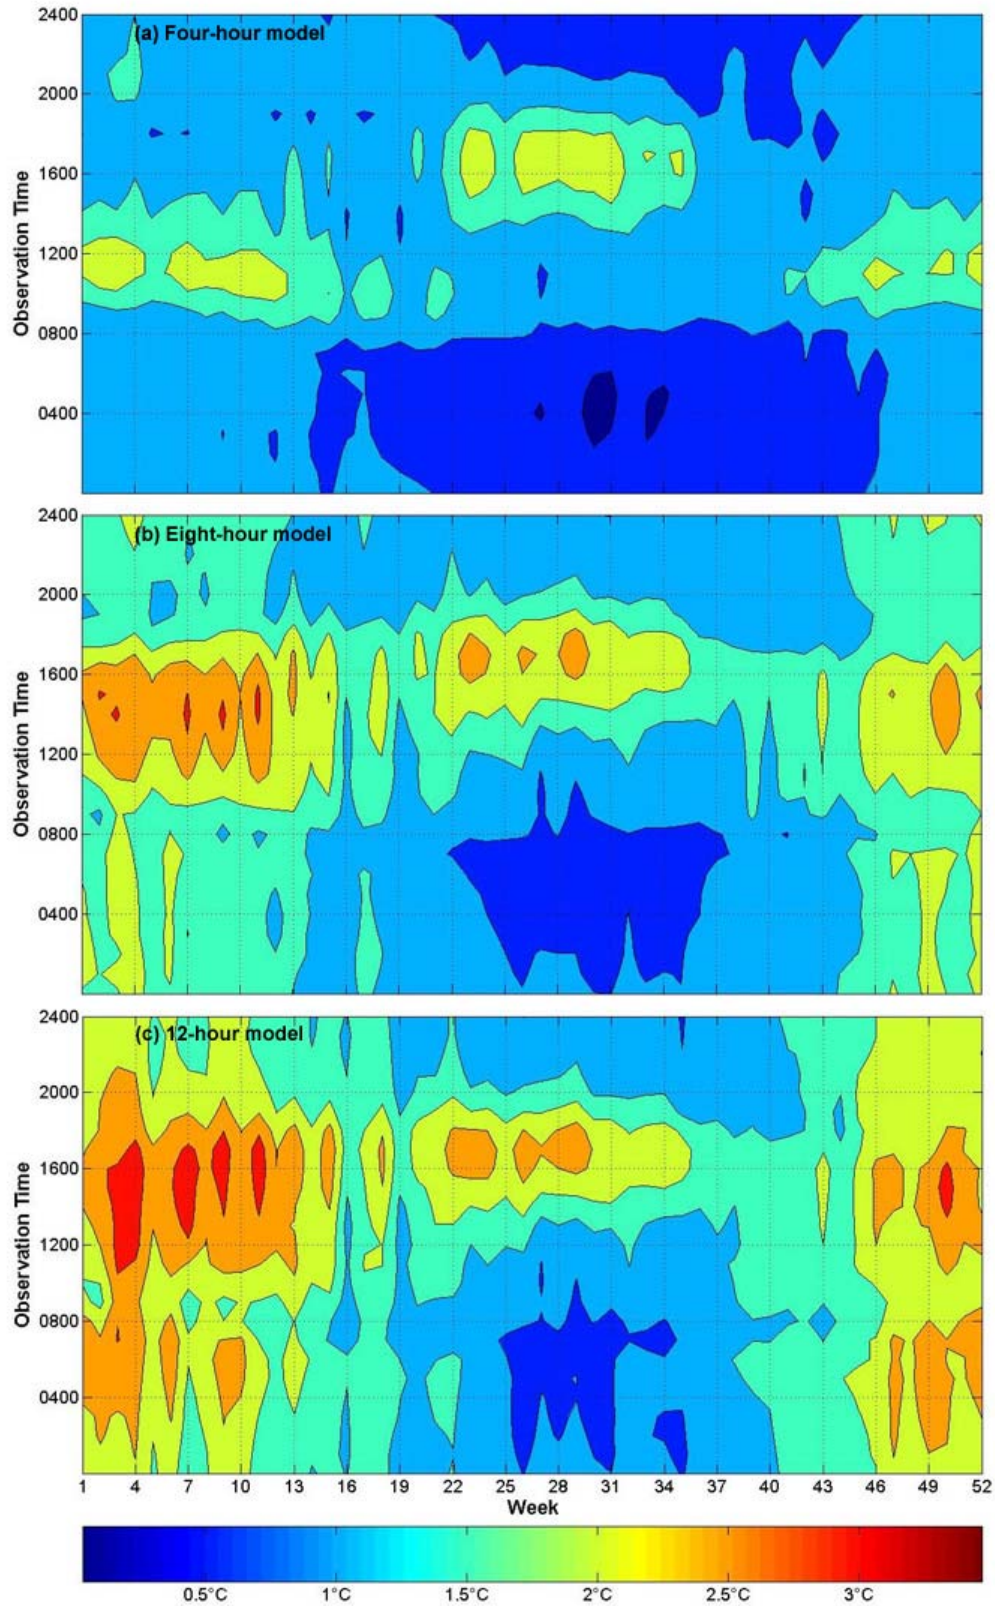 2400
(a) Four-hour model
2000
1600
1200
0800
0400
Observation Time
2400
(b) Eight-hour model
2000
1600
1200
0800
0400
Observation Time
2400
(c) 12-hour model
2000
1600
1200
0800
0400
Observation Time
1 4 7 10 13 16 19 22 25 28 31 34 37 40 43 46 49 52
Week
0.5°C 1°C 1.5°C 2°C 2.5°C 3°C